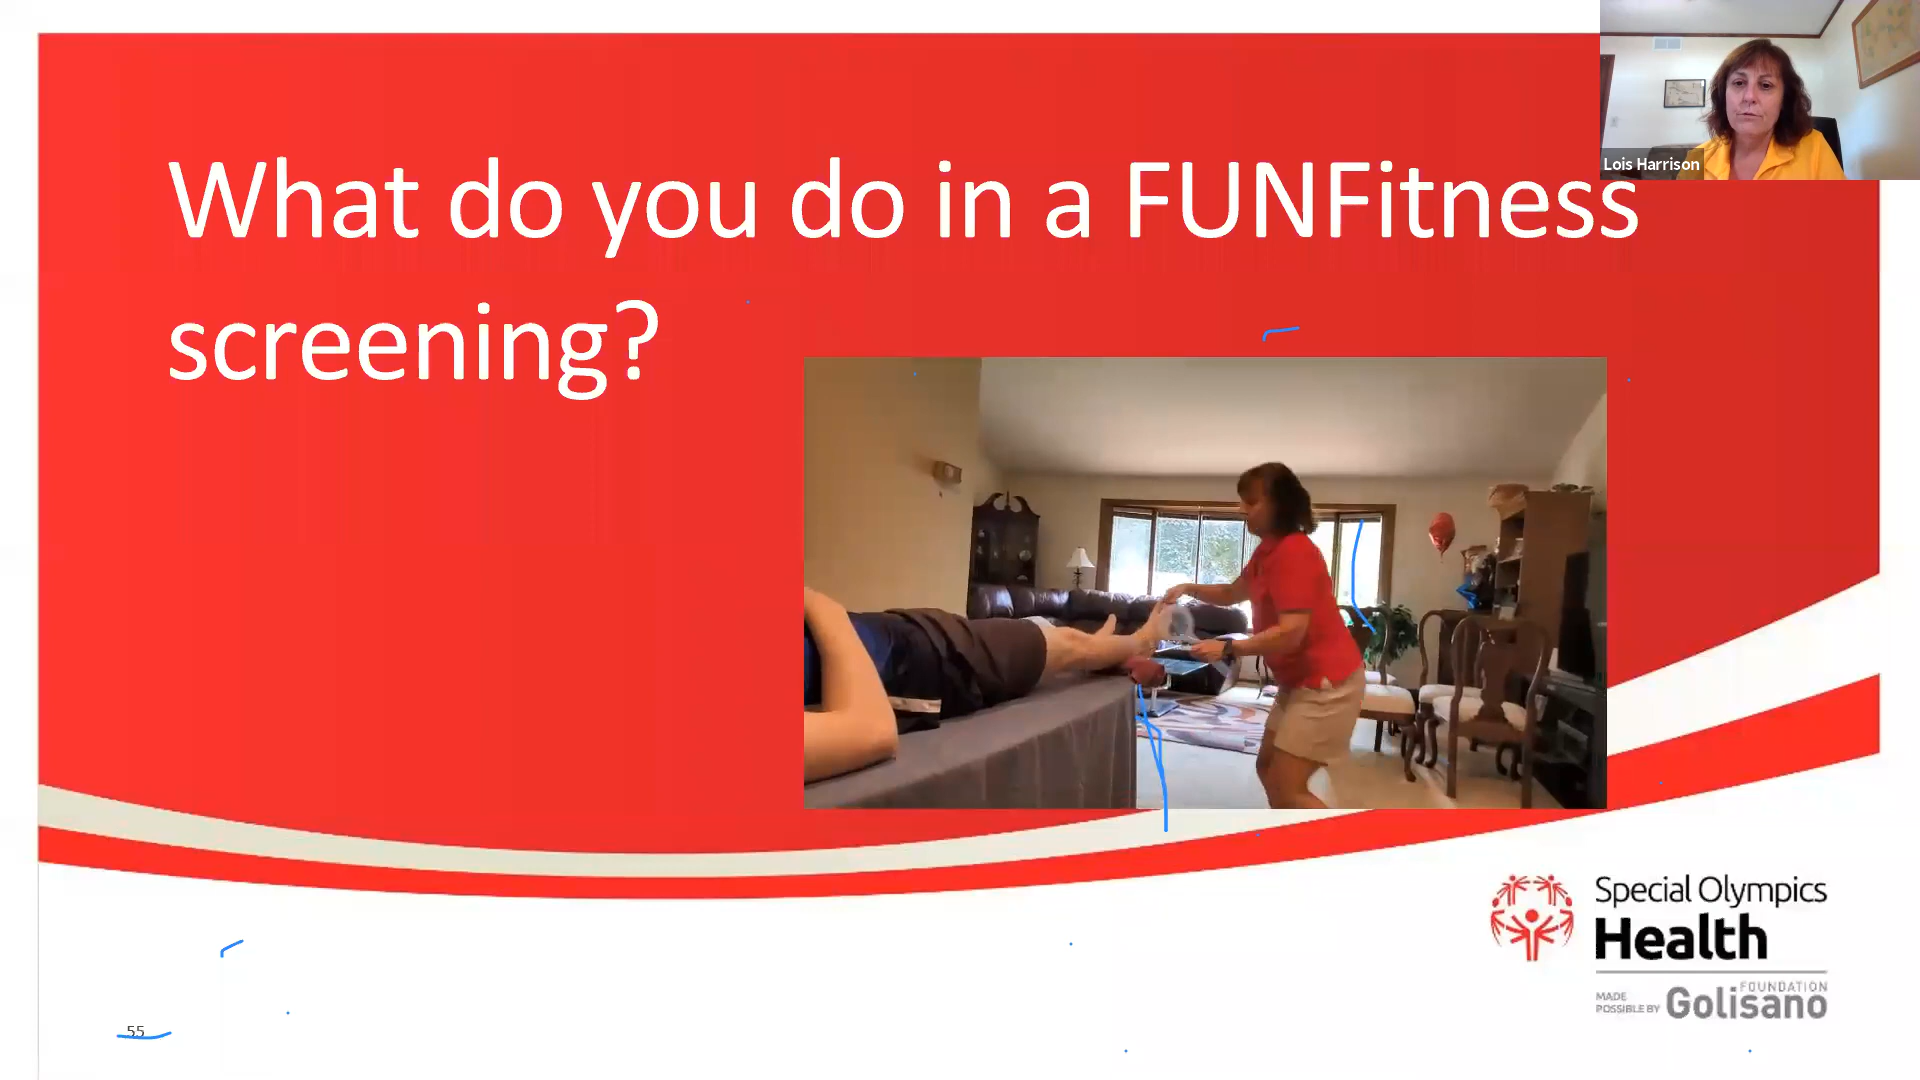 Lois Harrison
What do you do in a FUNFitness
screening?
Special Olympics
Health
MADE
POSSIBLE BY
FOUNDATION
Golisano
55